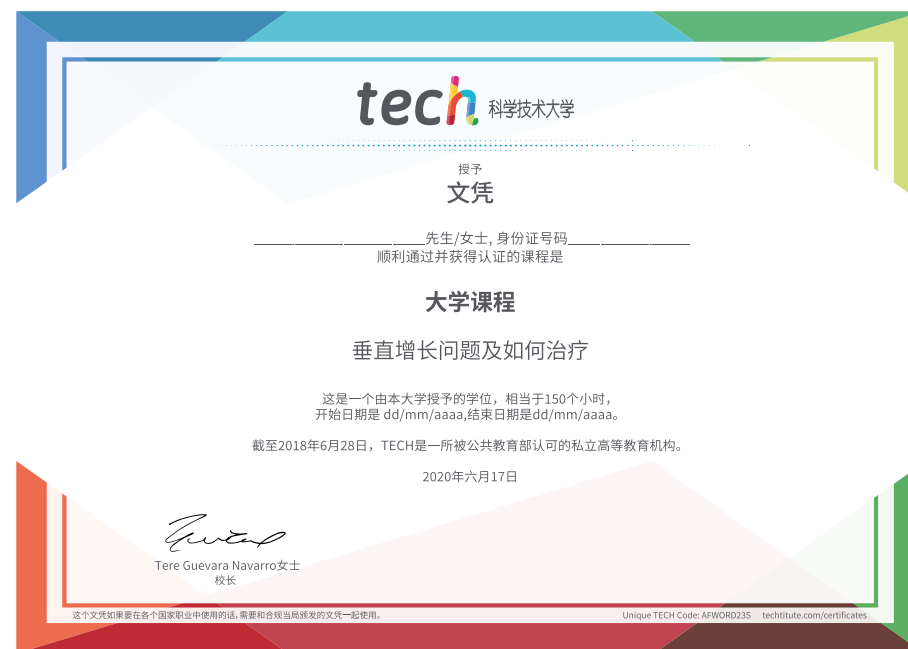 tech 科学技术大学
授予
文凭
先生/女士, 身份证号码
顺利通过并获得认证的课程是
大学课程
垂直增长问题及如何治疗
这是一个由本大学授予的学位，相当于150个小时，
开始日期是 dd/mm/aaaa,结束日期是dd/mm/aaaa。
截至2018年6月28日，TECH是一所被公共教育部认可的私立高等教育机构。
2020年六月17日
Tere Guevara Navarro女士
校长
这个文凭如果要在各个国家职业中使用的话,需要和合规当局颁发的文凭一起使用。
Unique TECH Code: AFWORD23S techtitute.com/certificates